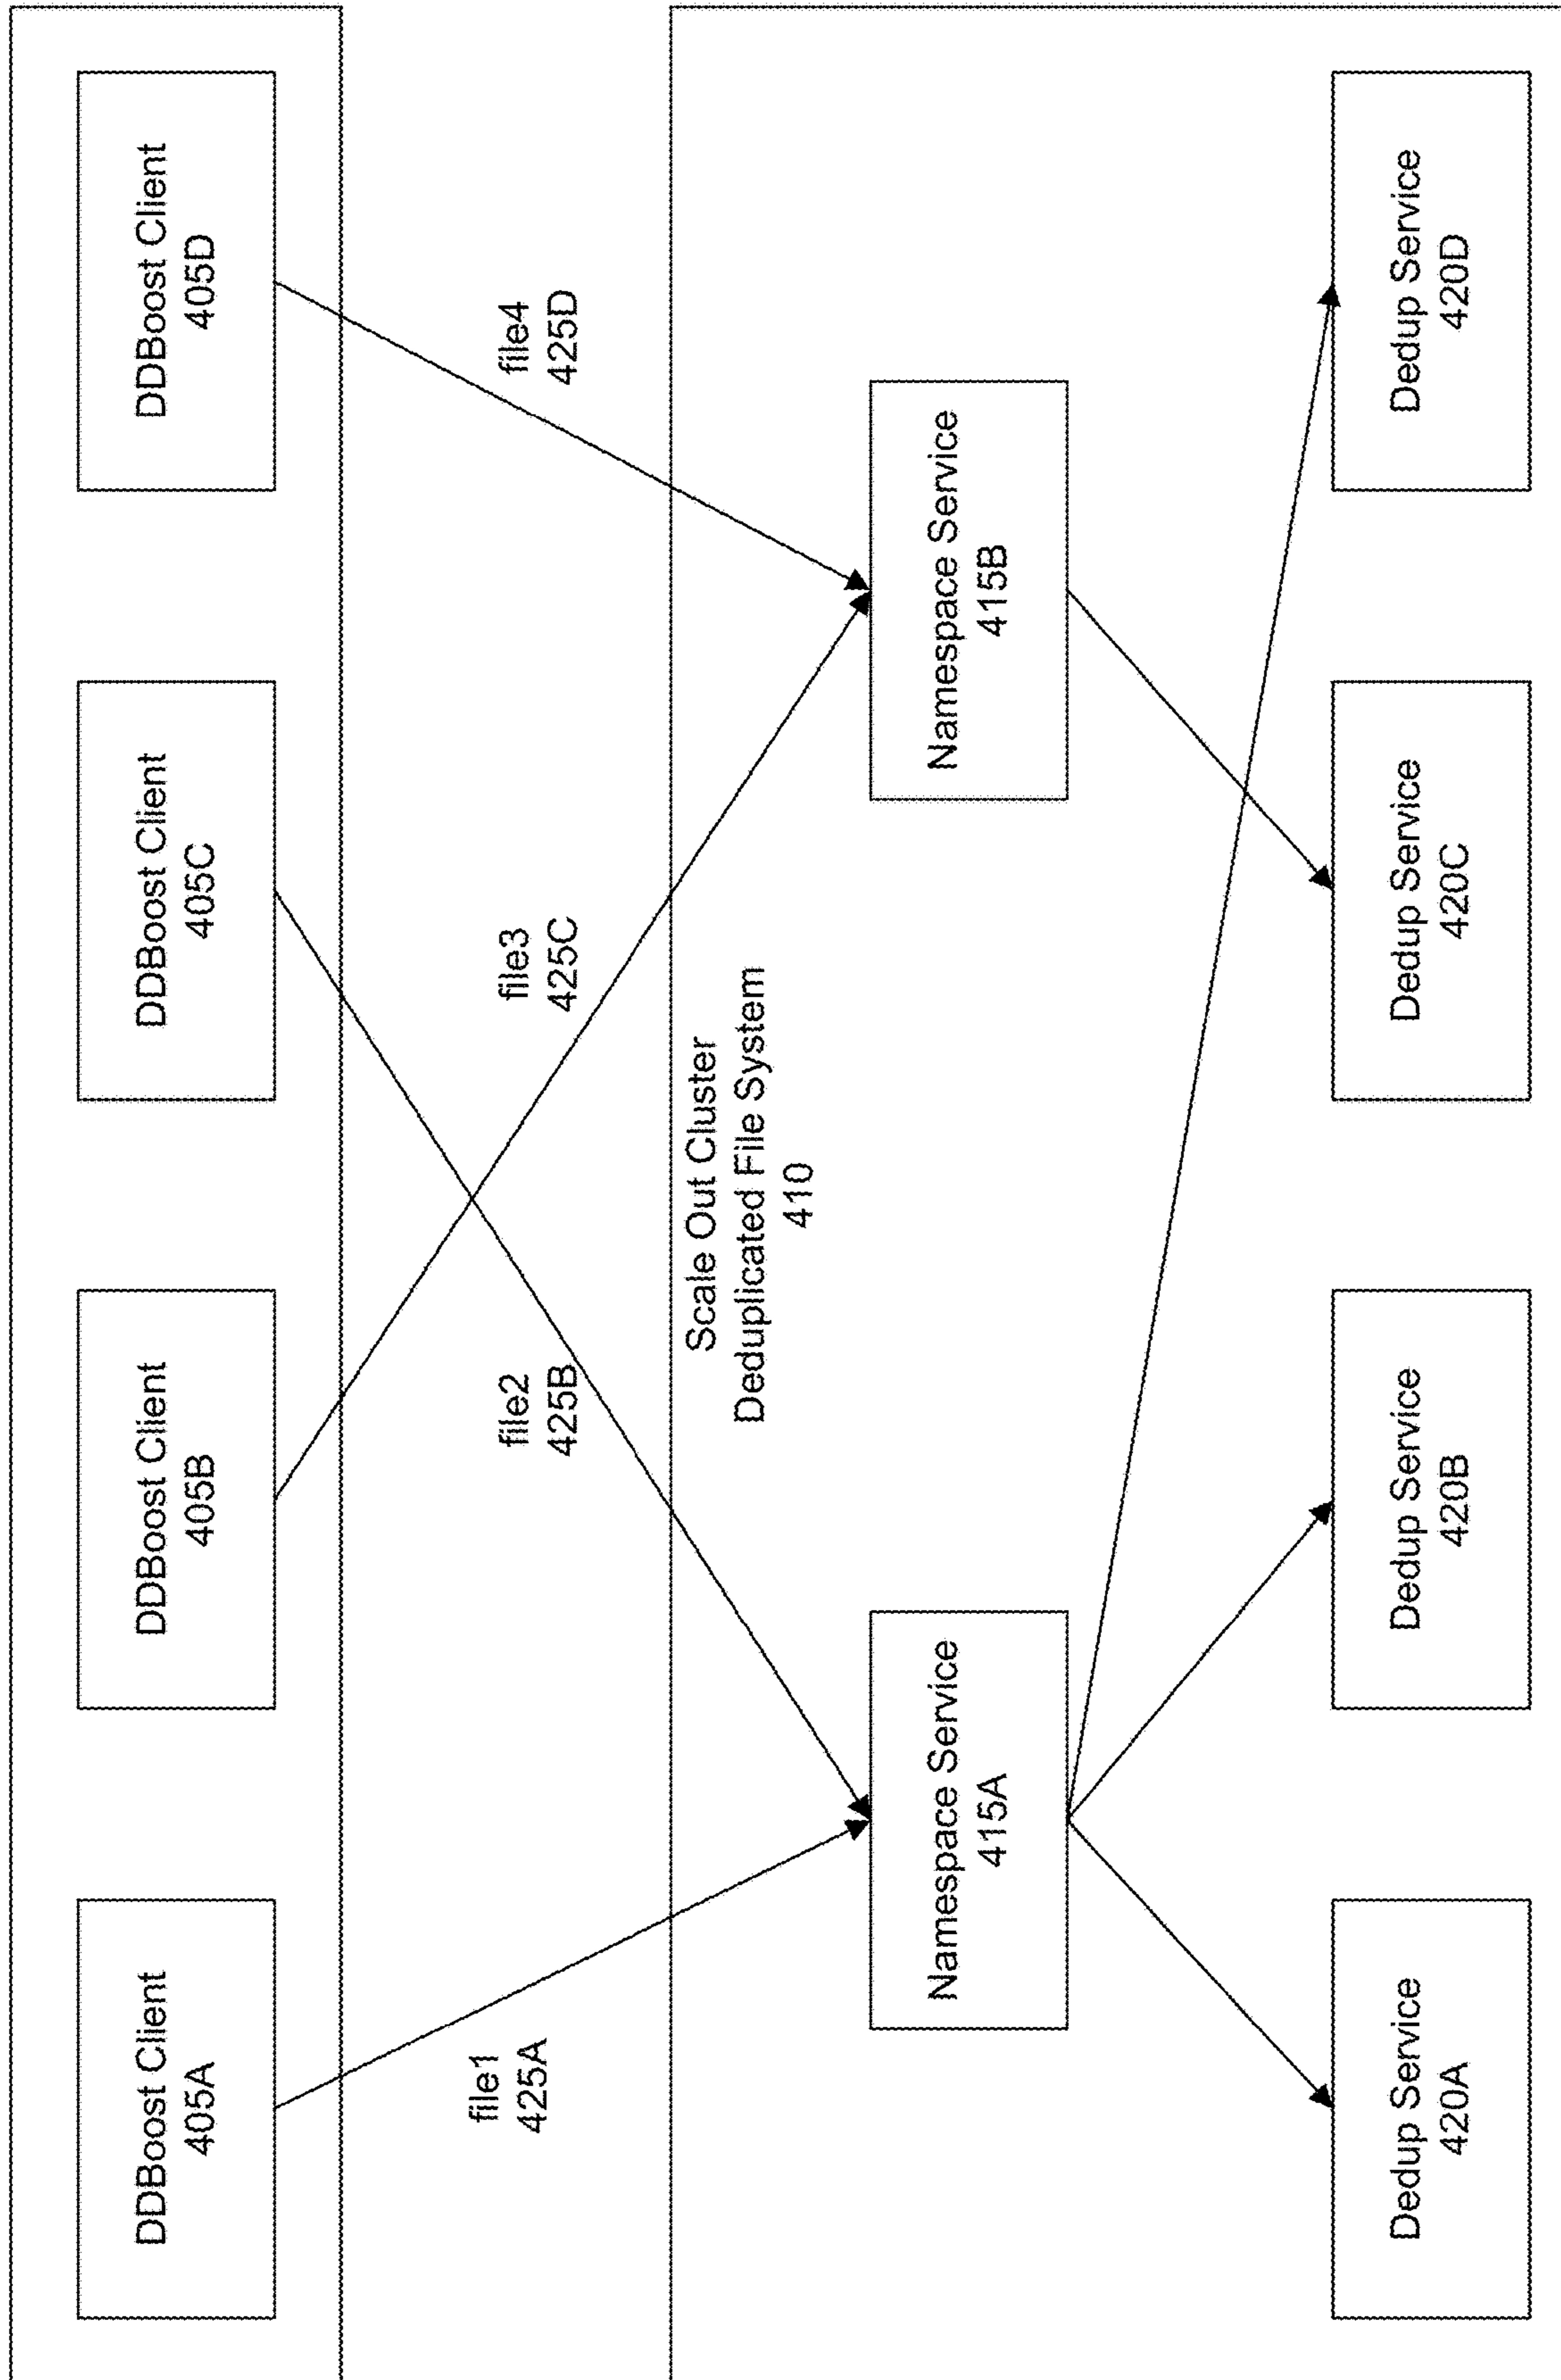 DDBoost Client
405A
DDBoost Client
405B
DDBoost Client
405C
DDBoost Client
405D
file1
425A
file2
425B
file3
425C
file4
425D
Scale Out Cluster
Deduplicated File System
410
Namespace Service
415A
Namespace Service
415B
Dedup Service
420A
Dedup Service
420B
Dedup Service
420C
Dedup Service
420D